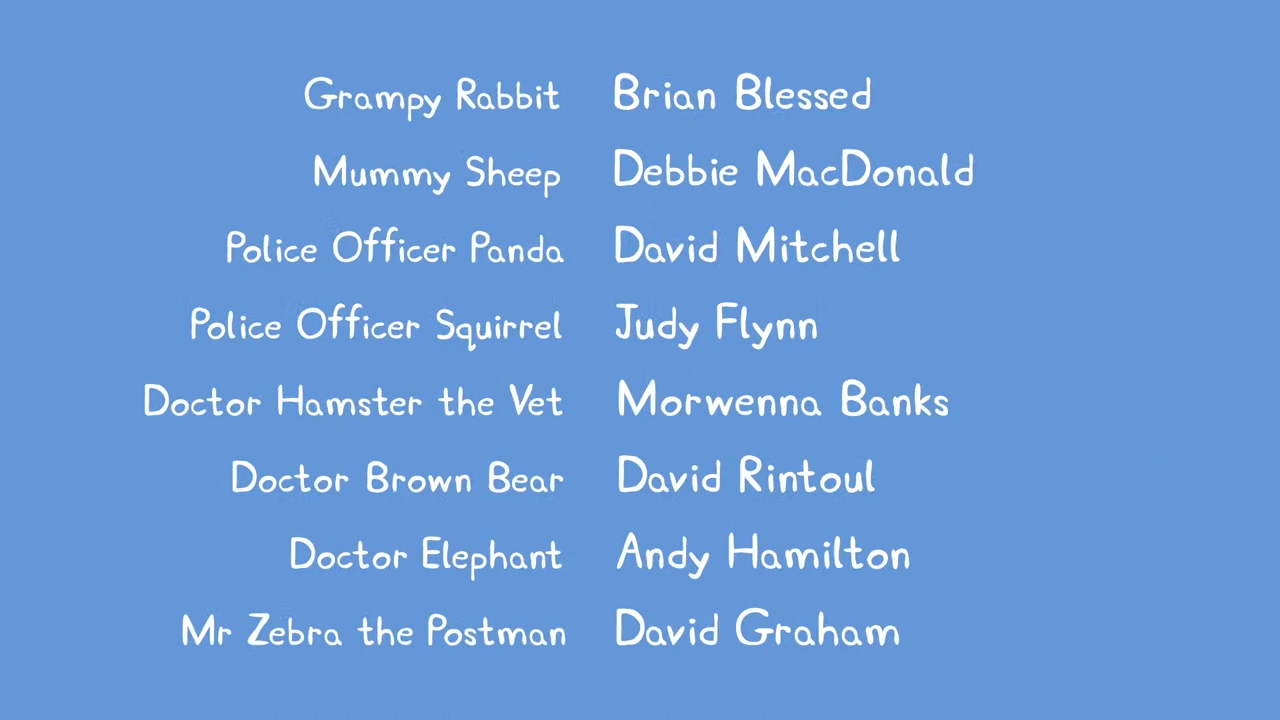 Grampy Rabbit Brian Blessed
Mummy Sheep Debbie MacDonald
Police Officer Panda David Mitchell
Police Officer Squirrel Judy Flynn
Doctor Hamster the Vet Morwenna Banks
Doctor Brown Bear David Rintoul
Doctor Elephant Andy Hamilton
Mr Zebra the Postman David Graham